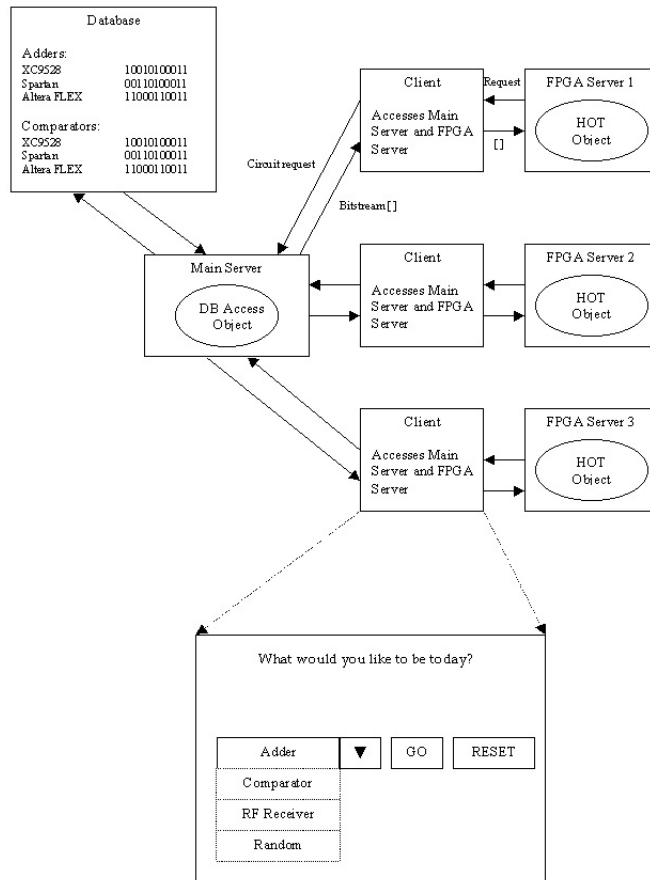 Database
Adders:
XC9528 10010100011
Spartan 00110100011
Altera FLEX 11000110011
Comparators:
XC9528 10010100011
Spartan 00110100011
Altera FLEX 11000110011
Client
Accesses Main
Server and FPGA
Server
Request
[]
FPGA Server 1
HOT
Object
Circuit request
Bitstream []
Main Server
DB Access
Object
Client
Accesses Main
Server and FPGA
Server
FPGA Server 2
HOT
Object
Client
Accesses Main
Server and FPGA
Server
FPGA Server 3
HOT
Object
What would you like to be today?
Adder
GO
RESET
Comparator
RF Receiver
Random